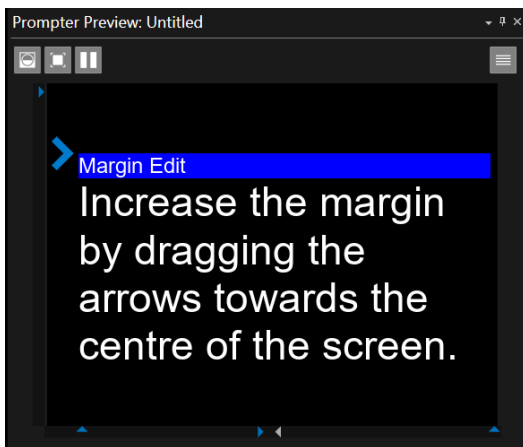 Prompter Preview: Untitled
Margin Edit
Increase the margin
by dragging the
arrows towards the
centre of the screen.